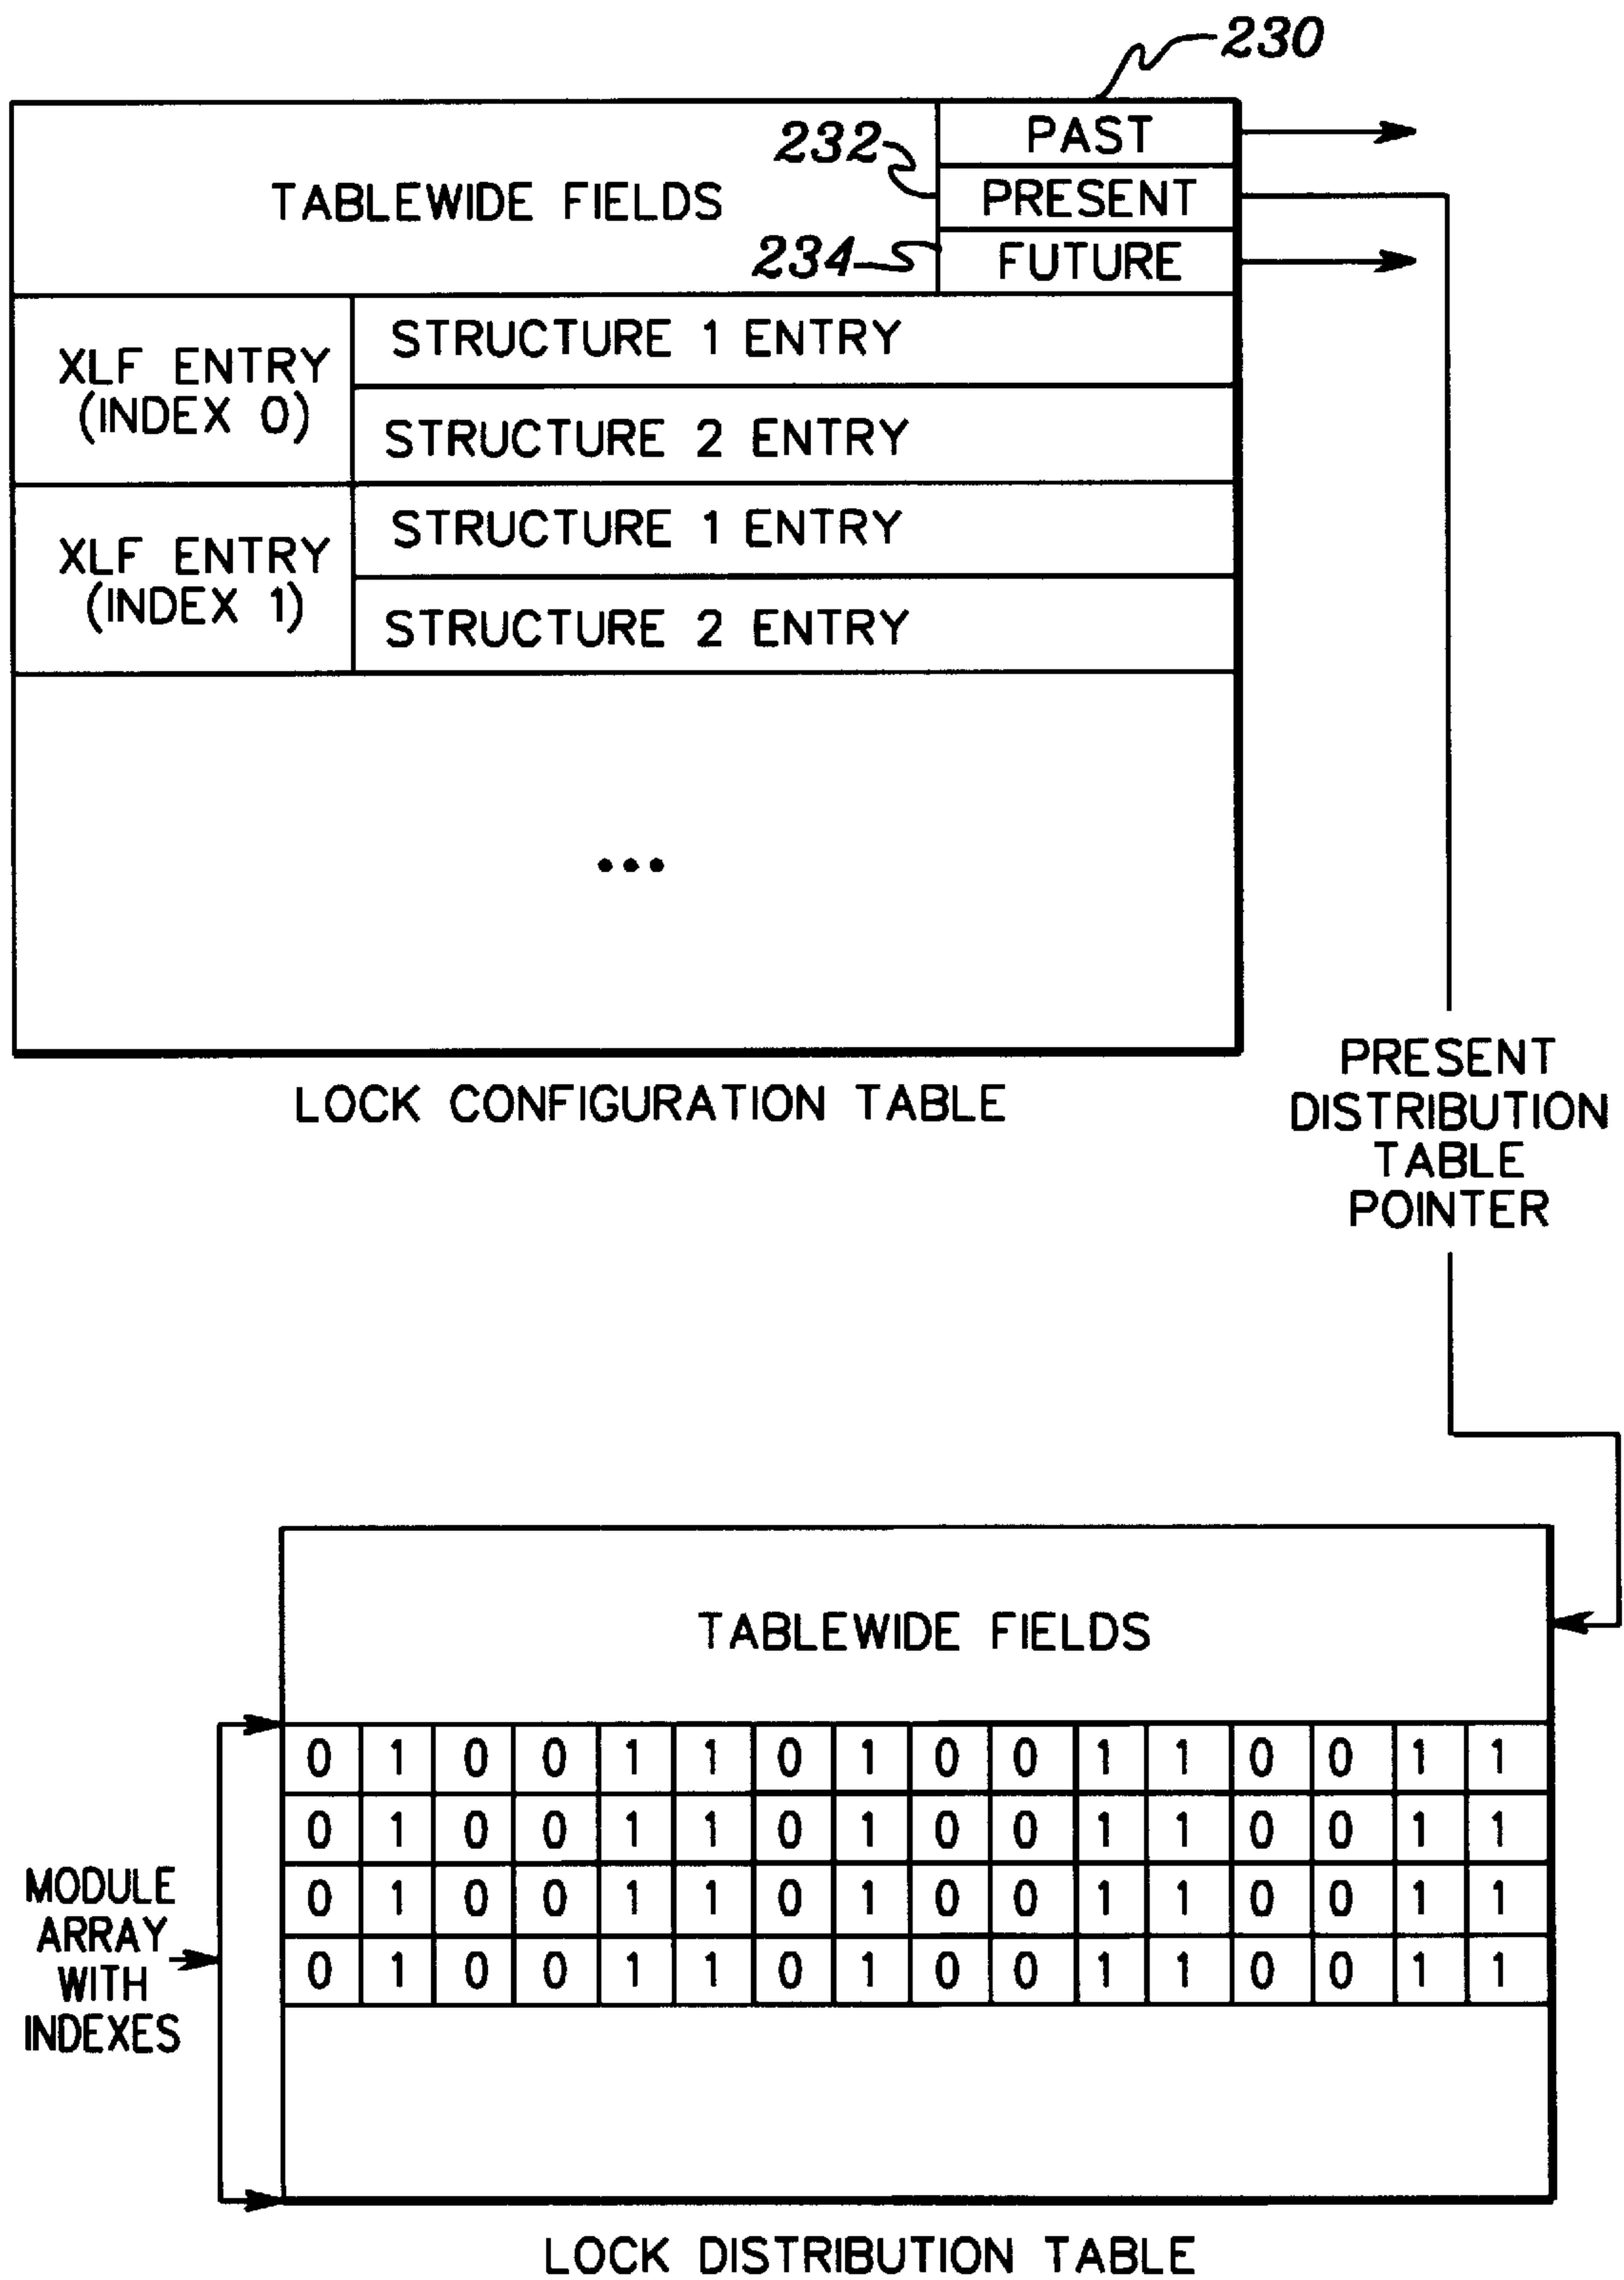 230
PAST
232
TABLEWIDE FIELDS
PRESENT
234
FUTURE
XLF ENTRY
(INDEX 0)
STRUCTURE 1 ENTRY
STRUCTURE 2 ENTRY
XLF ENTRY
(INDEX 1)
STRUCTURE 1 ENTRY
STRUCTURE 2 ENTRY
...
LOCK CONFIGURATION TABLE
PRESENT
DISTRIBUTION
TABLE
POINTER
TABLEWIDE FIELDS
0 1 0 0 1 1 0 1 0 0 1 1 0 0 1 1
0 1 0 0 1 1 0 1 0 0 1 1 0 0 1 1
0 1 0 0 1 1 0 1 0 0 1 1 0 0 1 1
0 1 0 0 1 1 0 1 0 0 1 1 0 0 1 1
MODULE
ARRAY
WITH
INDEXES
LOCK DISTRIBUTION TABLE